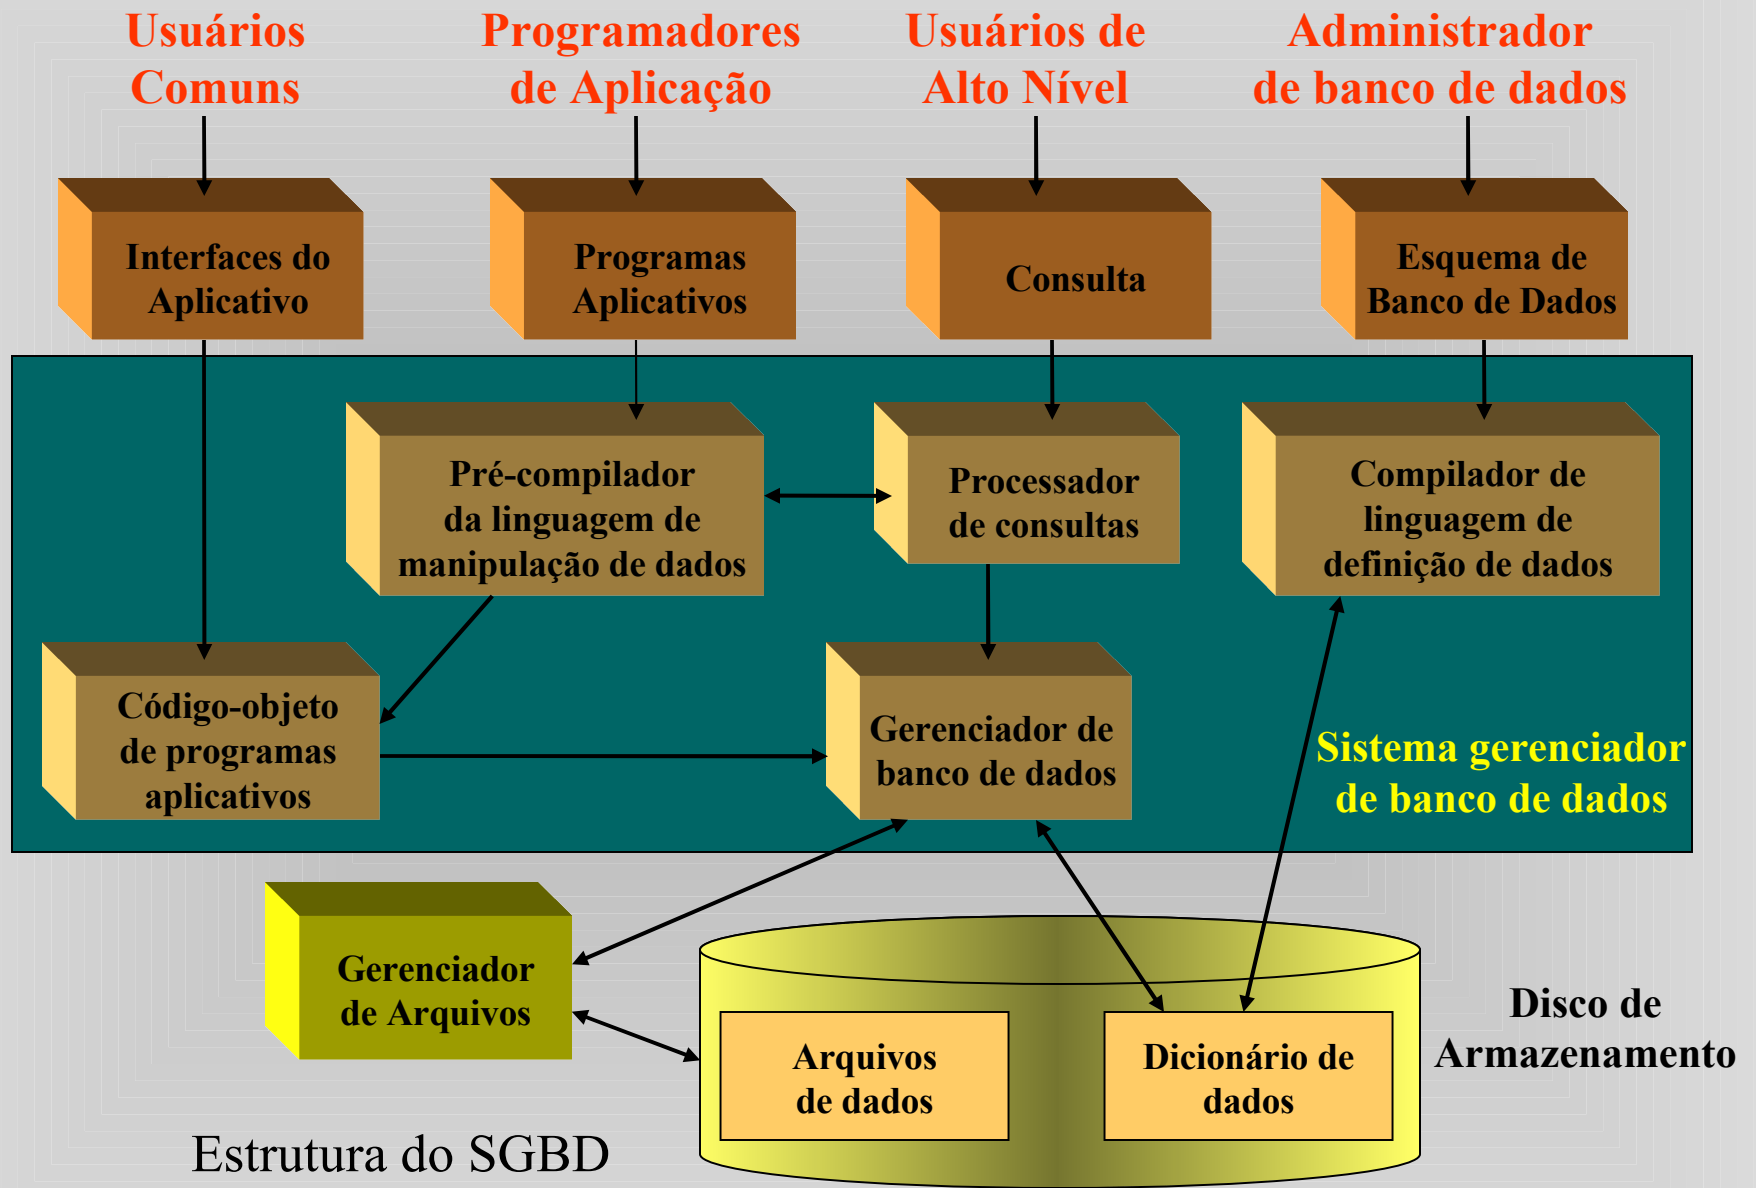 Usuários
Comuns
Programadores
de Aplicação
Usuários de
Alto Nível
Administrador
de banco de dados
Interfaces do
Aplicativo
Programas
Aplicativos
Consulta
Esquema de
Banco de Dados
Pré-compilador
da linguagem de
manipulação de dados
Processador
de consultas
Compilador de
linguagem de
definição de dados
Código-objeto
de programas
aplicativos
Gerenciador de
banco de dados
Sistema gerenciador
de banco de dados
Gerenciador
de Arquivos
Arquivos
de dados
Dicionário de
dados
Disco de
Armazenamento
Estrutura do SGBD